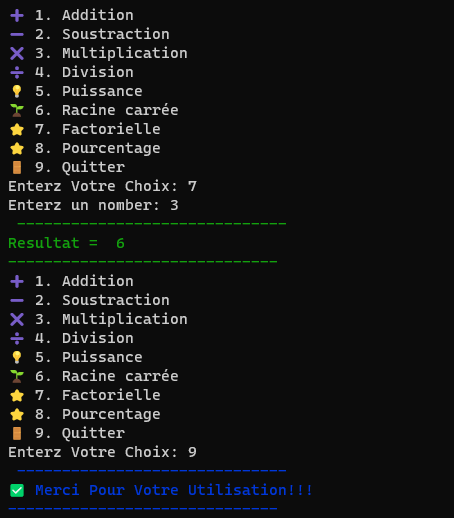 ➕ 1. Addition
➖ 2. Soustraction
✖️ 3. Multiplication
➗ 4. Division
💡 5. Puissance
🌱 6. Racine carrée
⭐ 7. Factorielle
⭐ 8. Pourcentage
🚪 9. Quitter
Enterz Votre Choix: 7
Enterz un nomber: 3
------------------------------
Resultat =  6
------------------------------
➕ 1. Addition
➖ 2. Soustraction
✖️ 3. Multiplication
➗ 4. Division
💡 5. Puissance
🌱 6. Racine carrée
⭐ 7. Factorielle
⭐ 8. Pourcentage
🚪 9. Quitter
Enterz Votre Choix: 9
------------------------------
✅ Merci Pour Votre Utilisation!!!
------------------------------